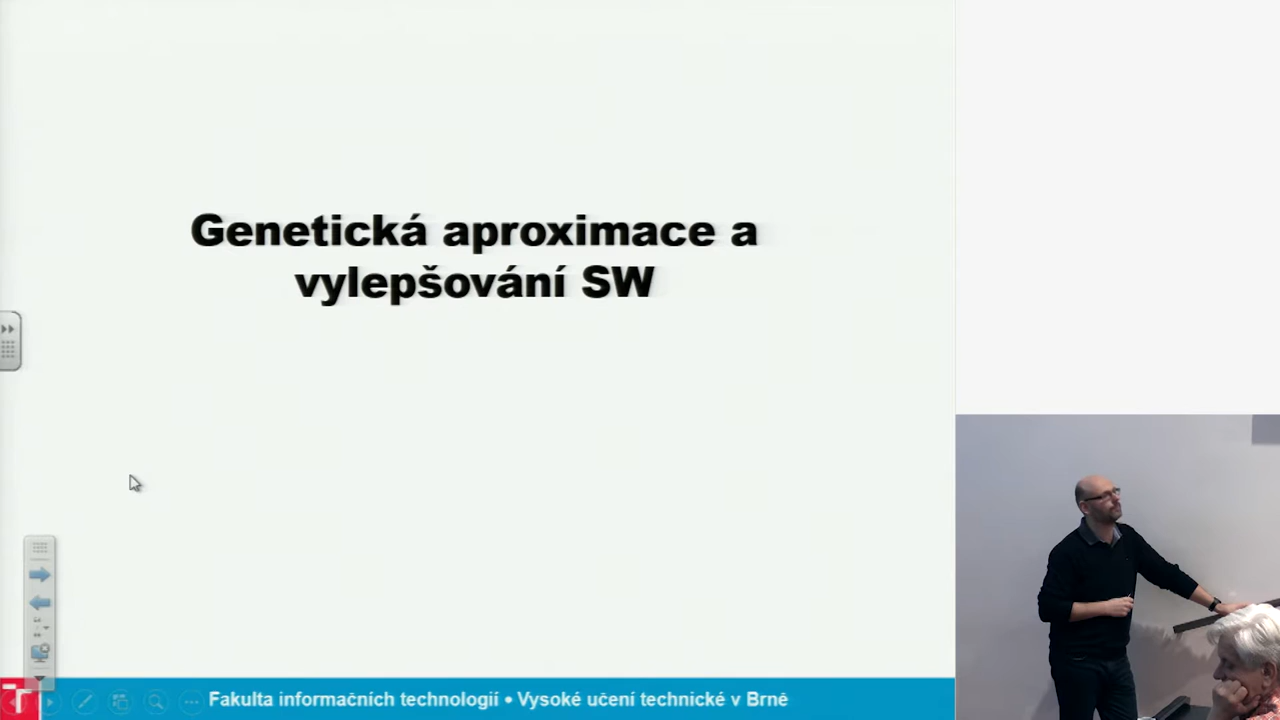 Genetická aproximace a
vylepšování SW
Fakulta informačních technologií • Vysoké učení technické v Brně